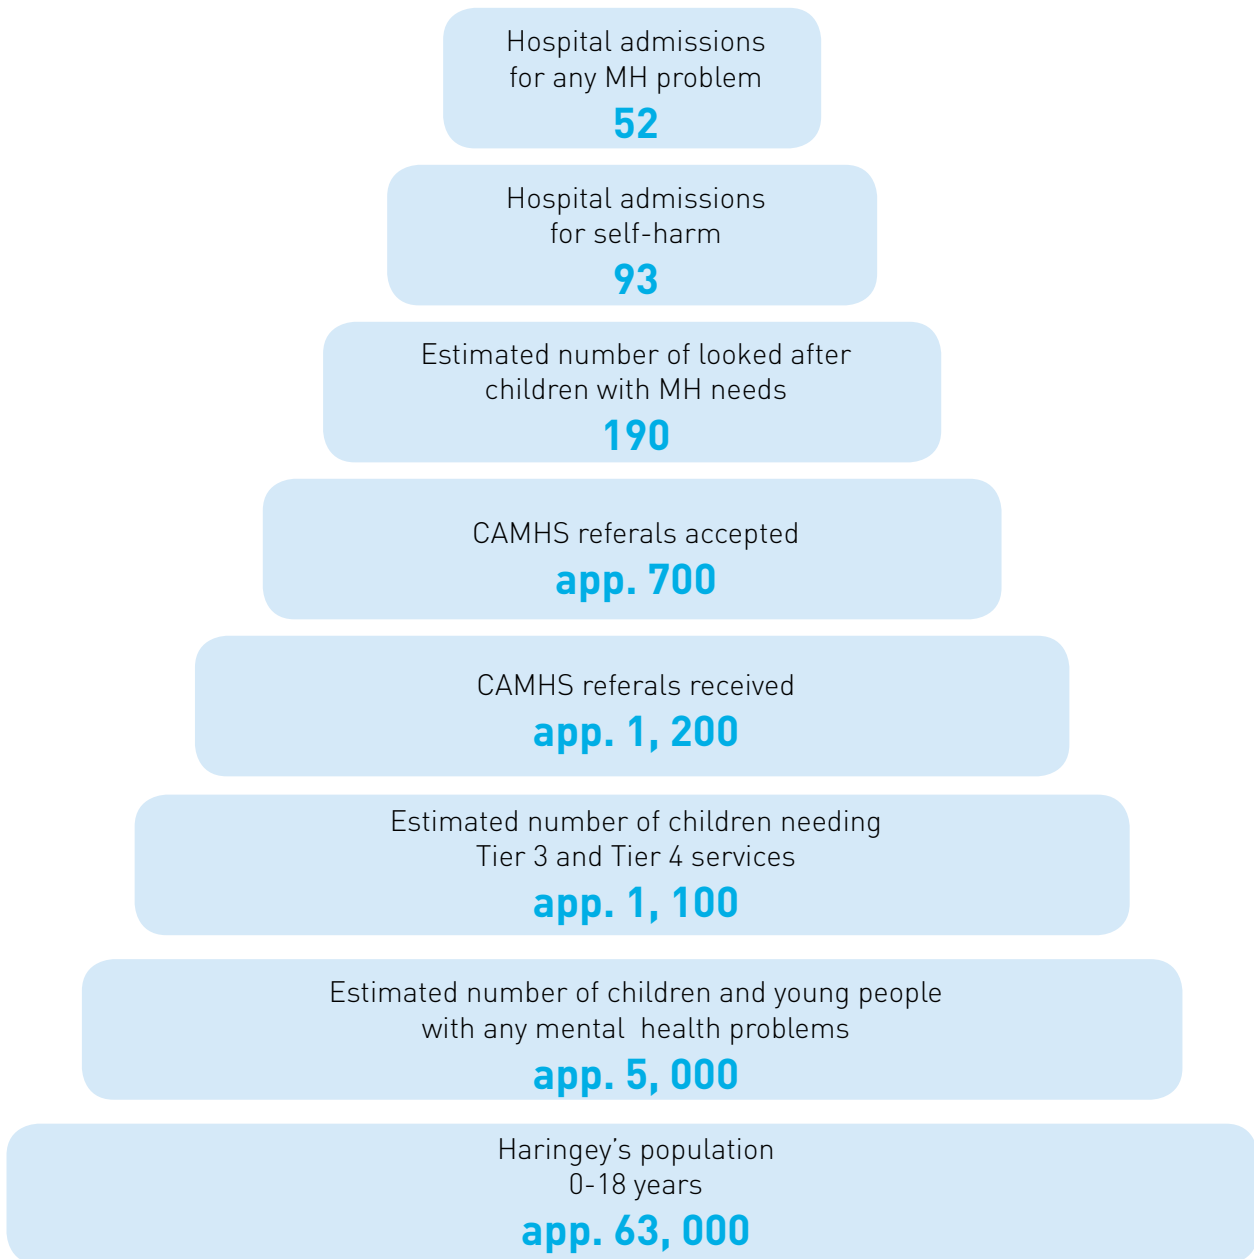 Hospital admissions
for any MH problem
52
Hospital admissions
for self-harm
93
Estimated number of looked after
children with MH needs
190
CAMHS referals accepted
app. 700
CAMHS referals received
app. 1, 200
Estimated number of children needing
Tier 3 and Tier 4 services
app. 1, 100
Estimated number of children and young people
with any mental  health problems
app. 5, 000
Haringey’s population
0-18 years
app. 63, 000